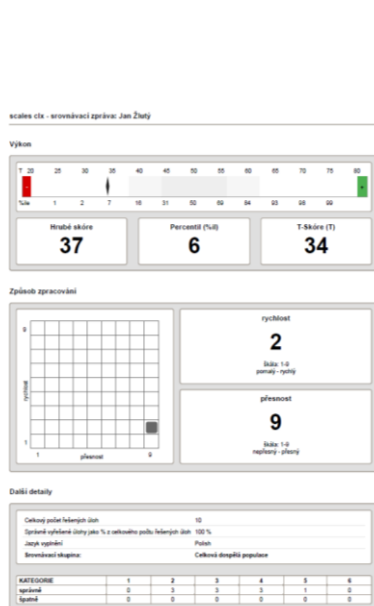 scales clx - srovnávací zpráva: Jan Žlutý
Výkon
T 20 25 30 35 40 45 50 55 60 65 70 75 80
- +
%ile 1 2 7 16 31 50 69 84 93 98 99
Hrubé skóre Percentil (%il) T-Skóre (T)
37 6 34
Způsob zpracování
9
rychlost
1
1 přesnost 9
rychlost
2
škála: 1-9
pomalý - rychlý
přesnost
9
škála: 1-9
nepřesný - přesný
Další detaily
Celkový počet řešených úloh 10
Správně vyřešené úlohy jako % z celkového počtu řešených úloh 100 %
Jazyk vyplnění Polish
Srovnávací skupina: Celková dospělá populace
KATEGORIE 1 2 3 4 5 6
správně 0 3 3 3 1 0
špatně 0 0 0 0 0 0